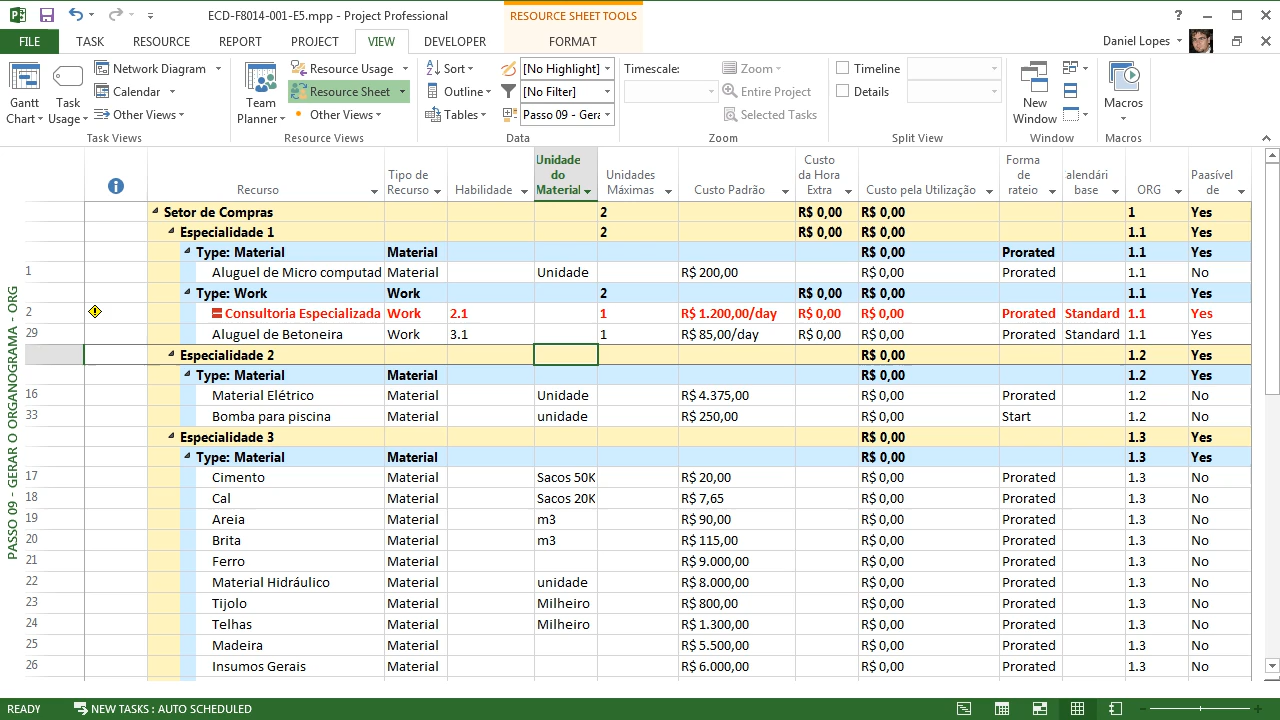 ECD-F8014-001-E5.mpp - Project Professional
RESOURCE SHEET TOOLS
?
FILE TASK RESOURCE REPORT PROJECT VIEW DEVELOPER FORMAT
Daniel Lopes
Gantt Chart
Task Usage
Network Diagram
Calendar
Other Views
Task Views
Team Planner
Resource Usage
Resource Sheet
Other Views
Resource Views
Sort
Outline
Tables
[No Highlight]
[No Filter]
Passo 09 - Gera
Data
Timescale:
Zoom
Entire Project
Selected Tasks
Zoom
Timeline
Details
Split View
New Window
Window
Macros
Macros
Recurso
Tipo de Recurso
Habilidade
Unidade do Material
Unidades Máximas
Custo Padrão
Custo da Hora Extra
Custo pela Utilização
Forma de rateio
alendári base
ORG
Paasível de
Setor de Compras 2 R$ 0,00 R$ 0,00 1 Yes
Especialidade 1 2 R$ 0,00 R$ 0,00 1.1 Yes
Type: Material Material R$ 0,00 Prorated 1.1 Yes
1 Aluguel de Micro computad Material Unidade R$ 200,00 R$ 0,00 Prorated 1.1 No
Type: Work Work 2 R$ 0,00 R$ 0,00 Prorated 1.1 Yes
2 Consultoria Especializada Work 2.1 1 R$ 1.200,00/day R$ 0,00 R$ 0,00 Prorated Standard 1.1 Yes
29 Aluguel de Betoneira Work 3.1 1 R$ 85,00/day R$ 0,00 R$ 0,00 Prorated Standard 1.1 Yes
Especialidade 2 R$ 0,00 1.2 Yes
Type: Material Material R$ 0,00 1.2 Yes
16 Material Elétrico Material Unidade R$ 4.375,00 R$ 0,00 Prorated 1.2 No
33 Bomba para piscina Material unidade R$ 250,00 R$ 0,00 Start 1.2 No
Especialidade 3 R$ 0,00 1.3 Yes
Type: Material Material R$ 0,00 1.3 Yes
17 Cimento Material Sacos 50K R$ 20,00 R$ 0,00 Prorated 1.3 No
18 Cal Material Sacos 20K R$ 7,65 R$ 0,00 Prorated 1.3 No
19 Areia Material m3 R$ 90,00 R$ 0,00 Prorated 1.3 No
20 Brita Material m3 R$ 115,00 R$ 0,00 Prorated 1.3 No
21 Ferro Material R$ 9.000,00 R$ 0,00 Prorated 1.3 No
22 Material Hidráulico Material unidade R$ 8.000,00 R$ 0,00 Prorated 1.3 No
23 Tijolo Material Milheiro R$ 800,00 R$ 0,00 Prorated 1.3 No
24 Telhas Material Milheiro R$ 1.300,00 R$ 0,00 Prorated 1.3 No
25 Madeira Material R$ 5.500,00 R$ 0,00 Prorated 1.3 No
26 Insumos Gerais Material R$ 6.000,00 R$ 0,00 Prorated 1.3 No
PASSO 09 - GERAR O ORGANOGRAMA - ORG
READY NEW TASKS : AUTO SCHEDULED